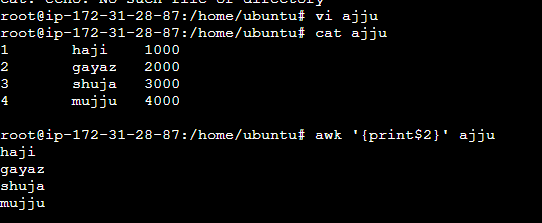 cat: echo: No such file or directory
root@ip-172-31-28-87:/home/ubuntu# vi ajju
root@ip-172-31-28-87:/home/ubuntu# cat ajju
1 haji 1000
2 gayaz 2000
3 shuja 3000
4 mujju 4000
root@ip-172-31-28-87:/home/ubuntu# awk '{print$2}' ajju
haji
gayaz
shuja
mujju